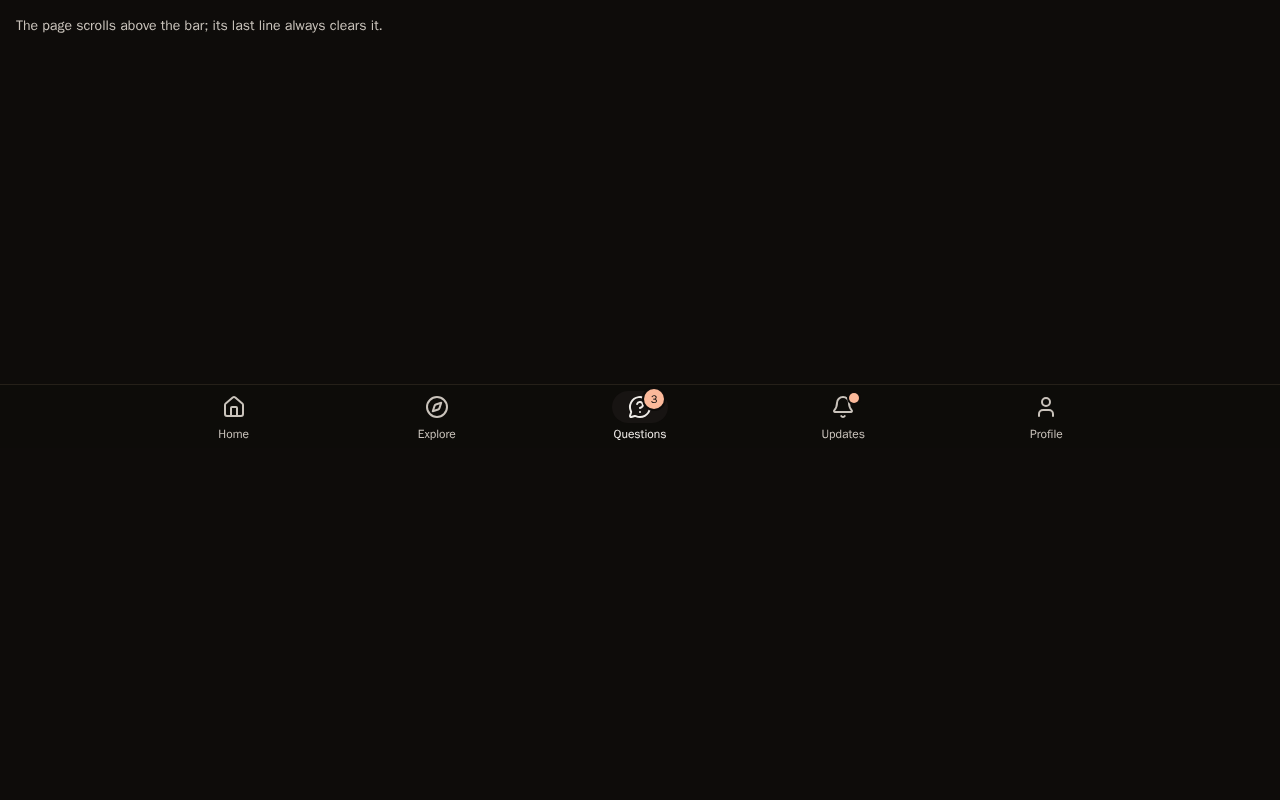 The page scrolls above the bar; its last line always clears it.
3
Home
Explore
Questions
Updates
Profile